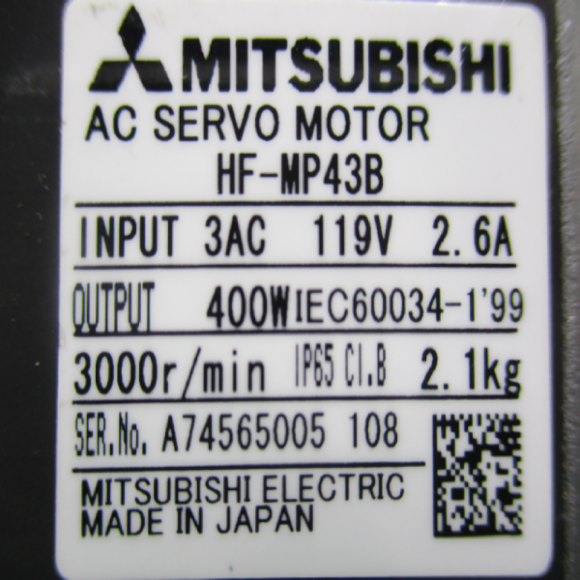 MITSUBISHI
AC SERVO MOTOR
HF-MP43B
INPUT 3AC 119V 2.6A
OUTPUT 400W IEC60034-1'99
3000r/min IP65 CI.B 2.1kg
SER.No. A74565005 108
MITSUBISHI ELECTRIC
MADE IN JAPAN